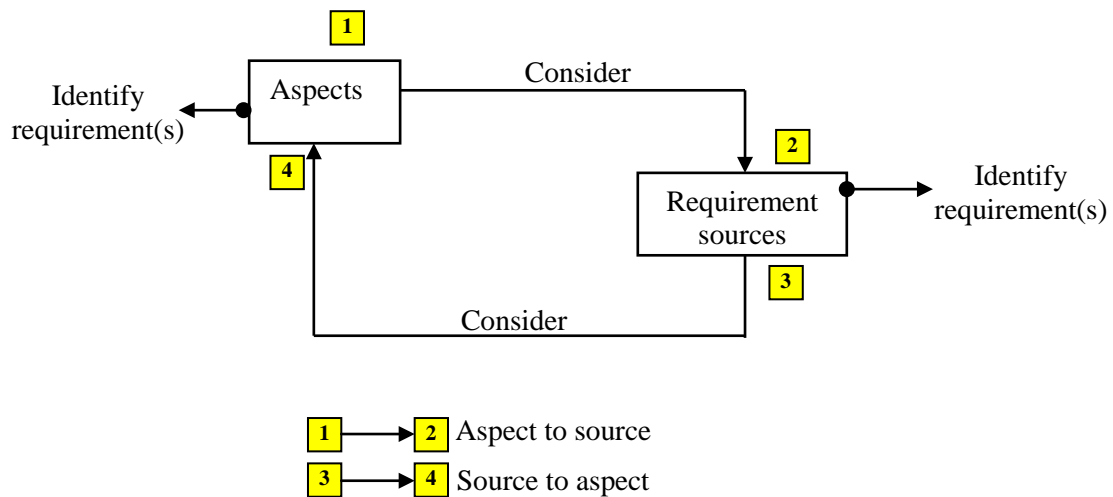 1
Aspects
Consider
Identify
requirement(s)
4
2
Requirement
sources
Identify
requirement(s)
3
Consider
1 2 Aspect to source
3 4 Source to aspect